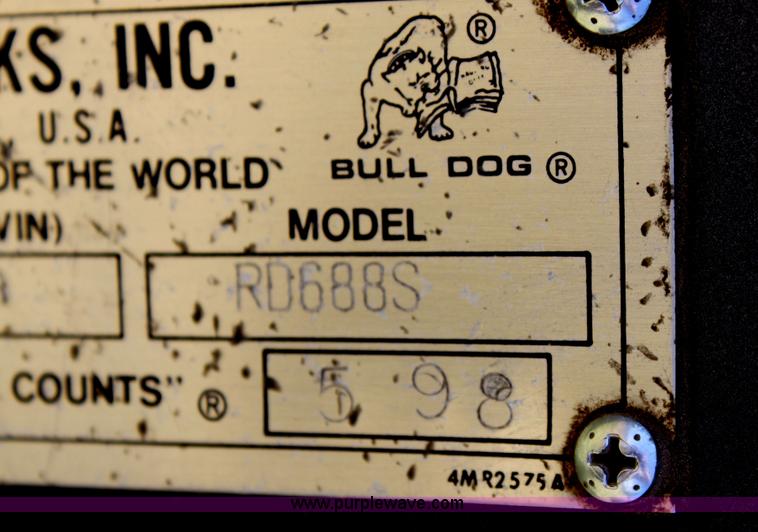 KS, INC. ®
U.S.A.
OF THE WORLD
BULL DOG ®
VIN) MODEL
RD688S
COUNTS" ®
5 98
4MR2575A
www.purplewave.com